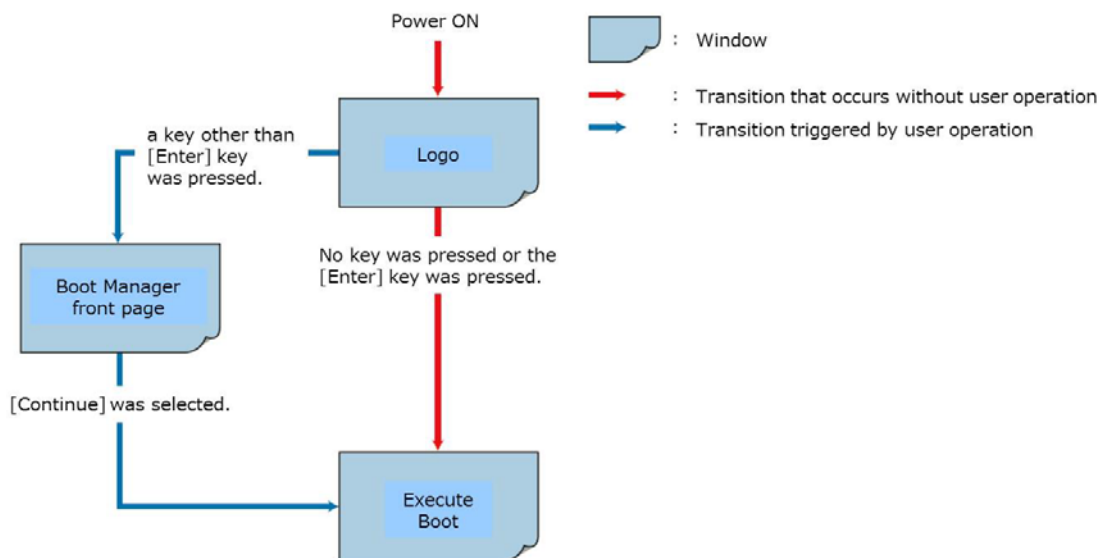 Power ON
: Window
: Transition that occurs without user operation
: Transition triggered by user operation
a key other than
[Enter] key
was pressed.
Logo
No key was pressed or the
[Enter] key was pressed.
Boot Manager
front page
[Continue] was selected.
Execute
Boot